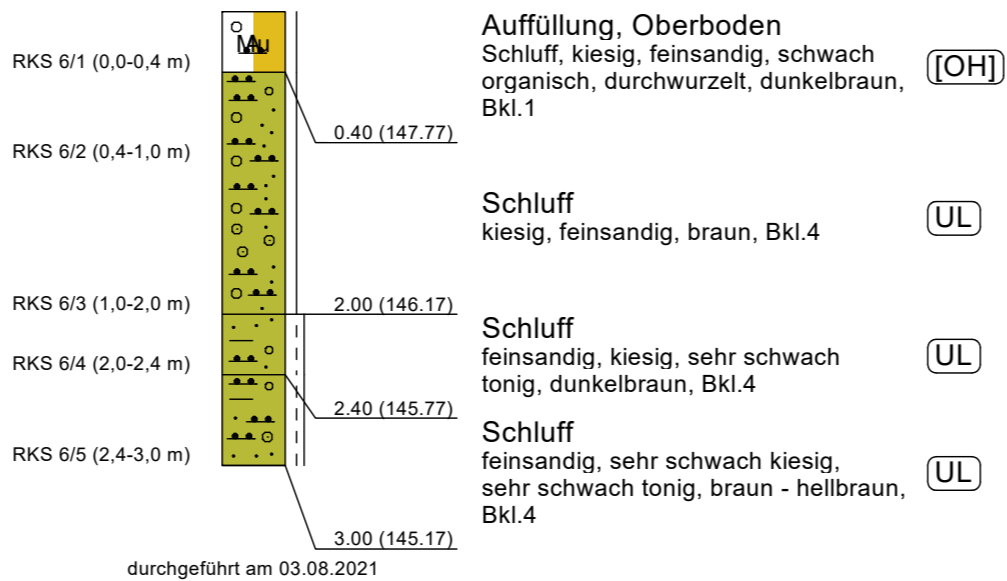 Auffüllung, Oberboden
Schluff, kiesig, feinsandig, schwach
organisch, durchwurzelt, dunkelbraun,
Bkl.1
[OH]
Mu
A
RKS 6/1 (0,0-0,4 m)
0.40 (147.77)
RKS 6/2 (0,4-1,0 m)
Schluff
kiesig, feinsandig, braun, Bkl.4
UL
RKS 6/3 (1,0-2,0 m)
2.00 (146.17)
Schluff
feinsandig, kiesig, sehr schwach
tonig, dunkelbraun, Bkl.4
UL
RKS 6/4 (2,0-2,4 m)
2.40 (145.77)
Schluff
feinsandig, sehr schwach kiesig,
sehr schwach tonig, braun - hellbraun,
Bkl.4
UL
RKS 6/5 (2,4-3,0 m)
3.00 (145.17)
durchgeführt am 03.08.2021